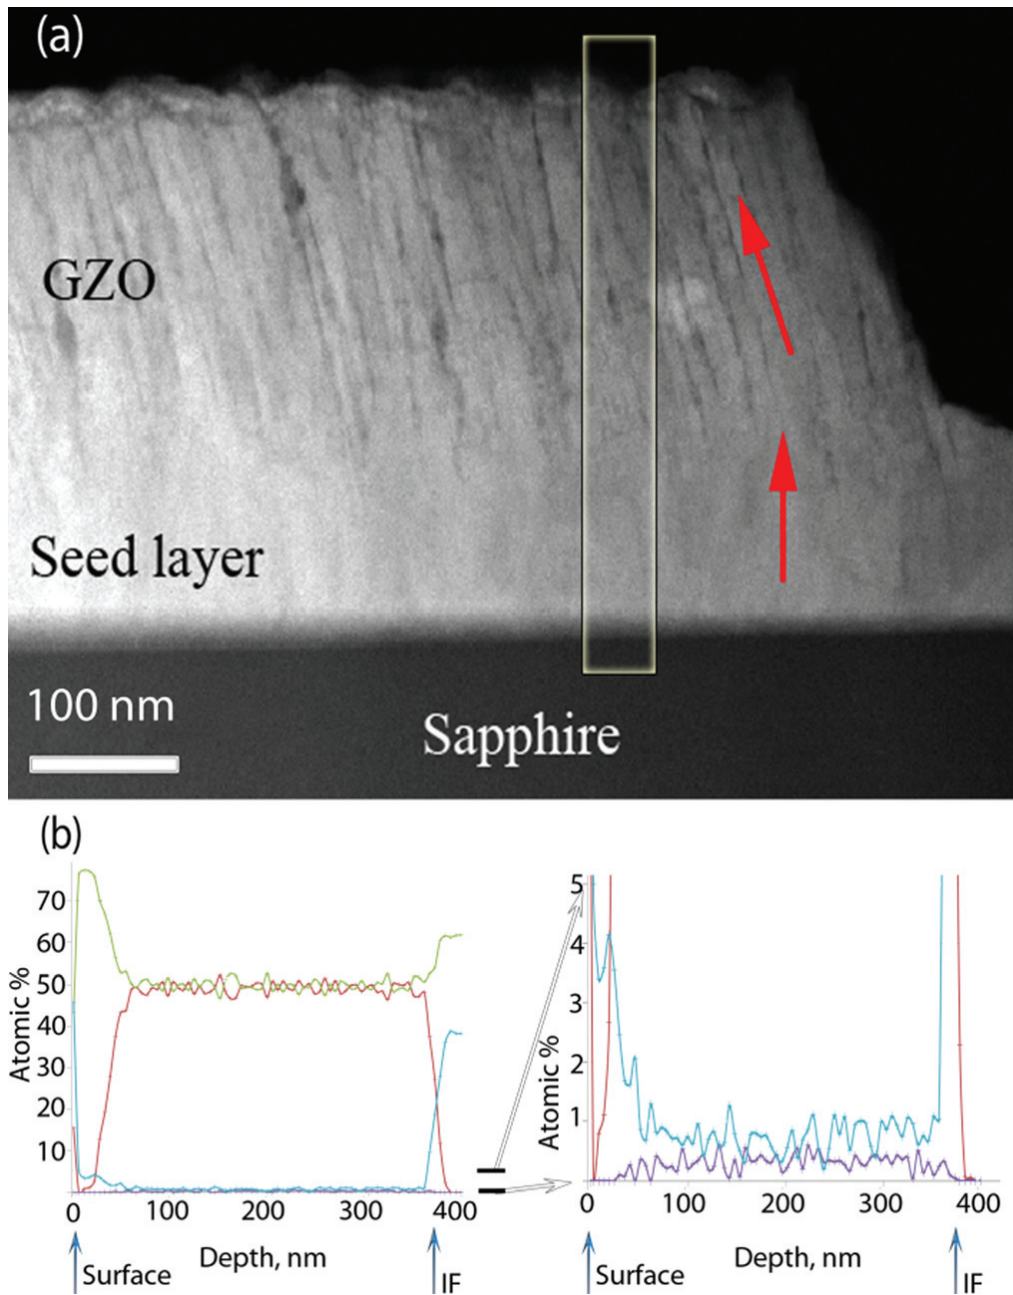 (a)
GZO
Seed layer
100 nm
Sapphire
(b)
Atomic %
70
60
50
40
30
20
10
0 100 200 300 400
Depth, nm
Surface
IF
Atomic %
5
4
3
2
1
0 100 200 300 400
Depth, nm
Surface
IF